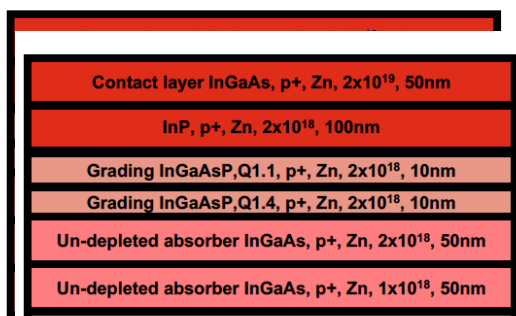 Contact layer InGaAs, p+, Zn, 2x10¹⁹, 50nm
InP, p+, Zn, 2x10¹⁸, 100nm
Grading InGaAsP,Q1.1, p+, Zn, 2x10¹⁸, 10nm
Grading InGaAsP,Q1.4, p+, Zn, 2x10¹⁸, 10nm
Un-depleted absorber InGaAs, p+, Zn, 2x10¹⁸, 50nm
Un-depleted absorber InGaAs, p+, Zn, 1x10¹⁸, 50nm